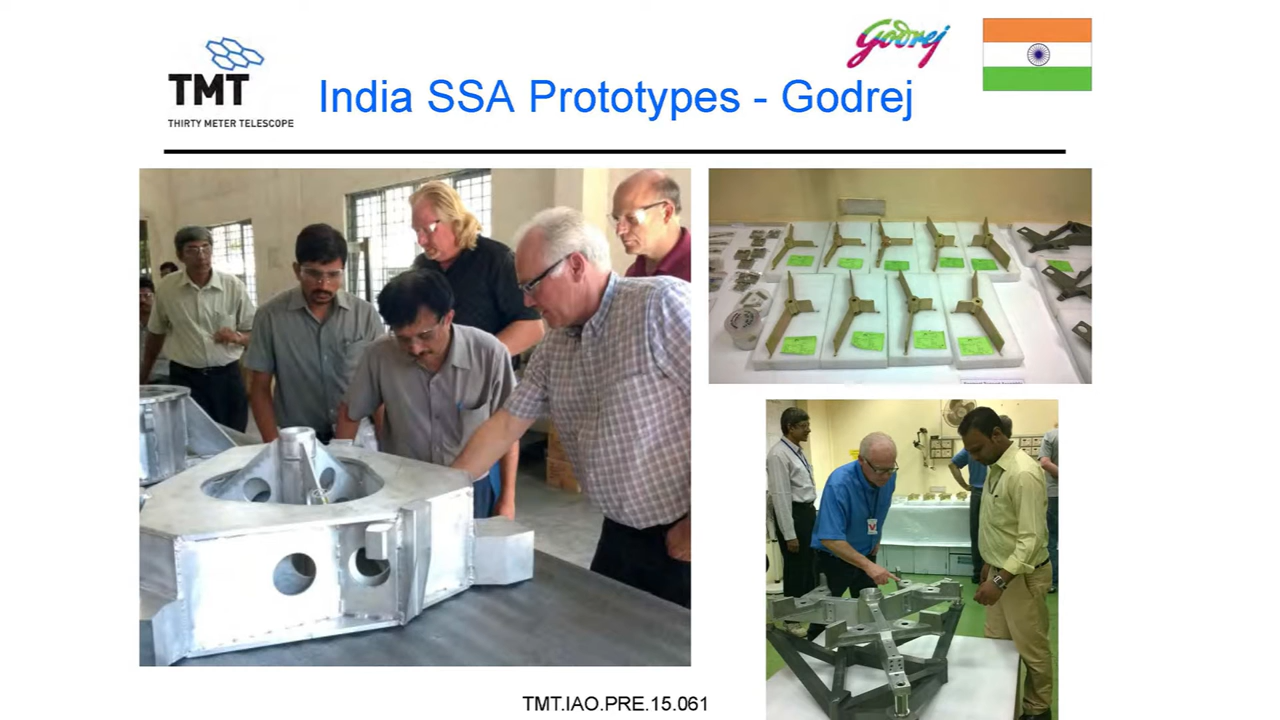 Godrej
TMT
THIRTY METER TELESCOPE
India SSA Prototypes - Godrej
TMT.IAO.PRE.15.061